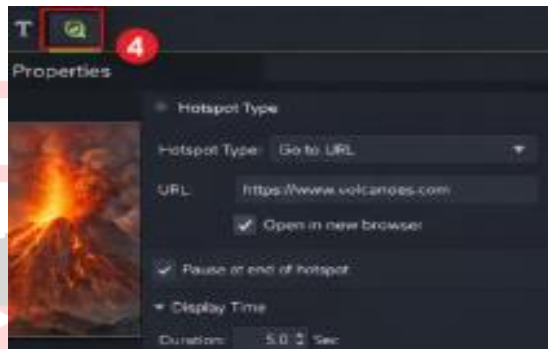 T
4
Properties
Hotspot Type
Hotspot Type: Go to URL
URL: https://www.volcanoes.com
Open in new browser
Pause at end of hotspot
Display Time
Duration: 5.0 Sec